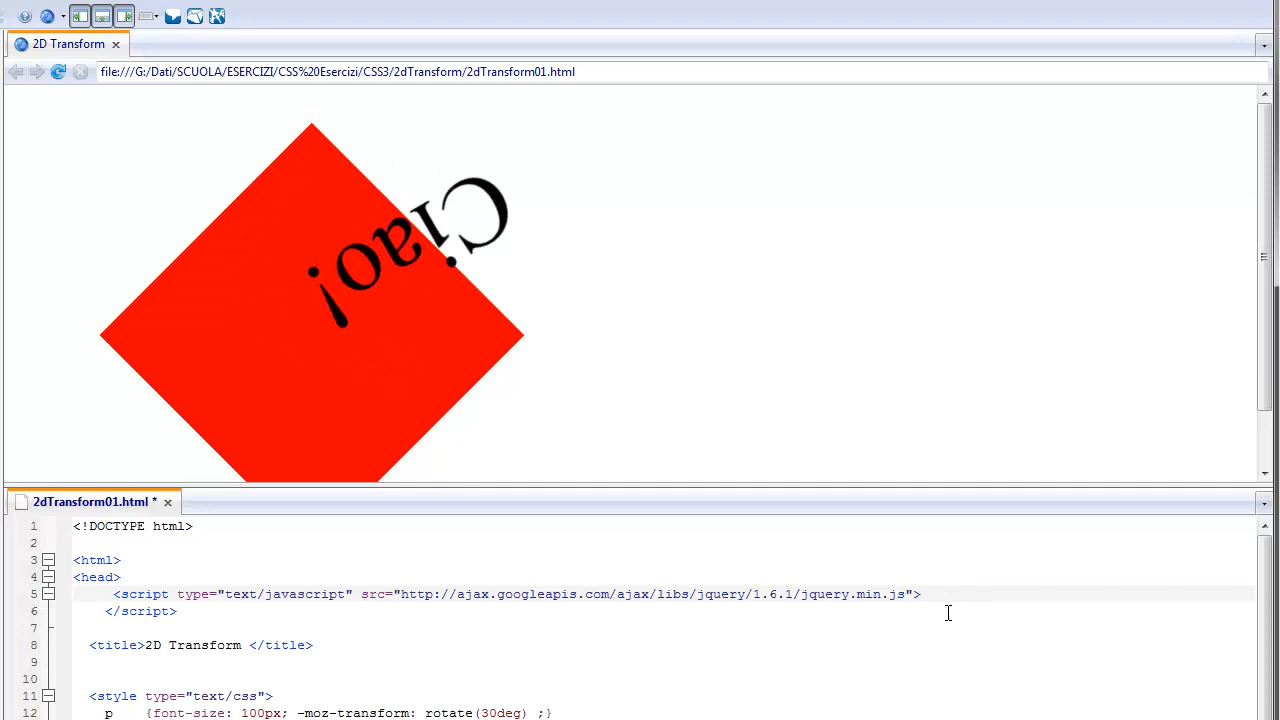 2D Transform
file:///G:/Dati/SCUOLA/ESERCIZI/CSS%20Esercizi/CSS3/2dTransform/2dTransform01.html
Ciao!
2dTransform01.html *
1 <!DOCTYPE html>
2
3 <html>
4 <head>
5 <script type="text/javascript" src="http://ajax.googleapis.com/ajax/libs/jquery/1.6.1/jquery.min.js">
6 </script>
7
8 <title>2D Transform </title>
9
10
11 <style type="text/css">
12 p {font-size: 100px; -moz-transform: rotate(30deg) ;}